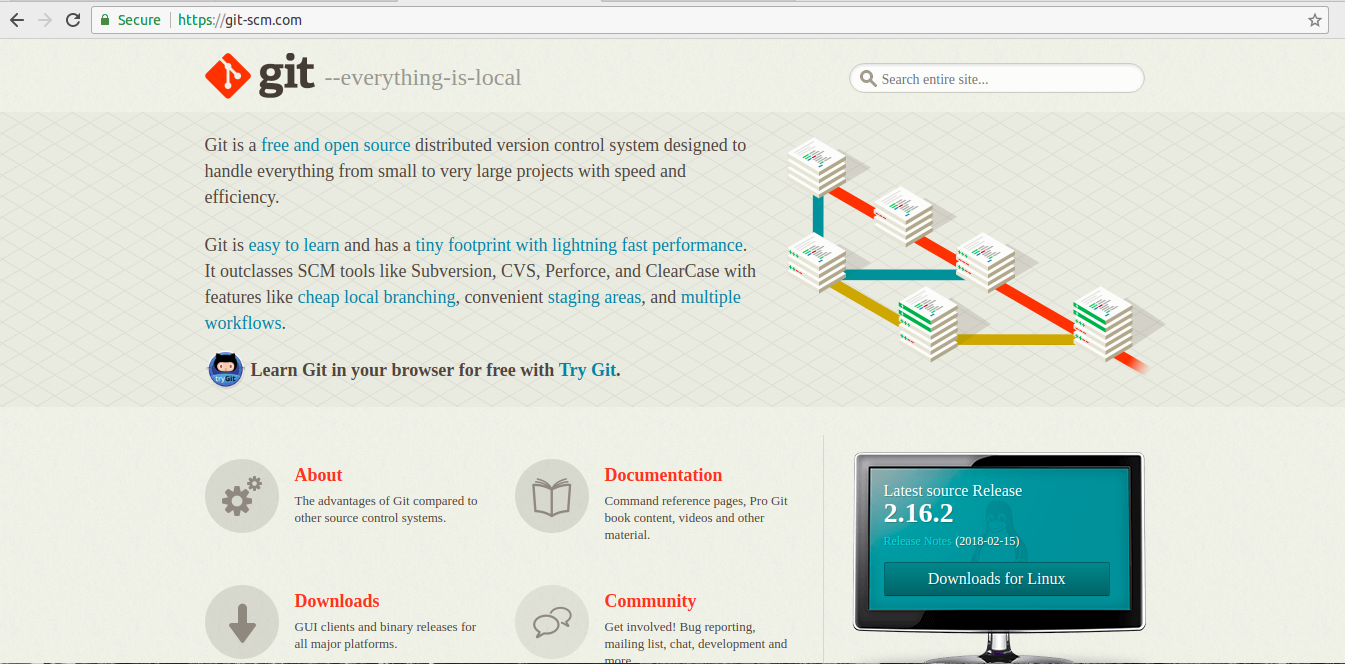 Secure https://git-scm.com
git --everything-is-local
Search entire site...
Git is a free and open source distributed version control system designed to
handle everything from small to very large projects with speed and
efficiency.
Git is easy to learn and has a tiny footprint with lightning fast performance.
It outclasses SCM tools like Subversion, CVS, Perforce, and ClearCase with
features like cheap local branching, convenient staging areas, and multiple
workflows.
tryGit
Learn Git in your browser for free with Try Git.
About
The advantages of Git compared to
other source control systems.
Documentation
Command reference pages, Pro Git
book content, videos and other
material.
Downloads
GUI clients and binary releases for
all major platforms.
Community
Get involved! Bug reporting,
mailing list, chat, development and
more
Latest source Release
2.16.2
Release Notes (2018-02-15)
Downloads for Linux